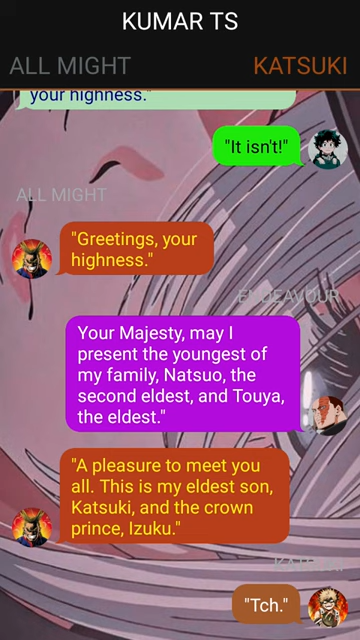 KUMAR TS
ALL MIGHT
KATSUKI
your highness."
"It isn't!"
ALL MIGHT
"Greetings, your
highness."
ENDEAVOUR
Your Majesty, may I
present the youngest of
my family, Natsuo, the
second eldest, and Touya,
the eldest."
"A pleasure to meet you
all. This is my eldest son,
Katsuki, and the crown
prince, Izuku."
KATSUKI
"Tch."